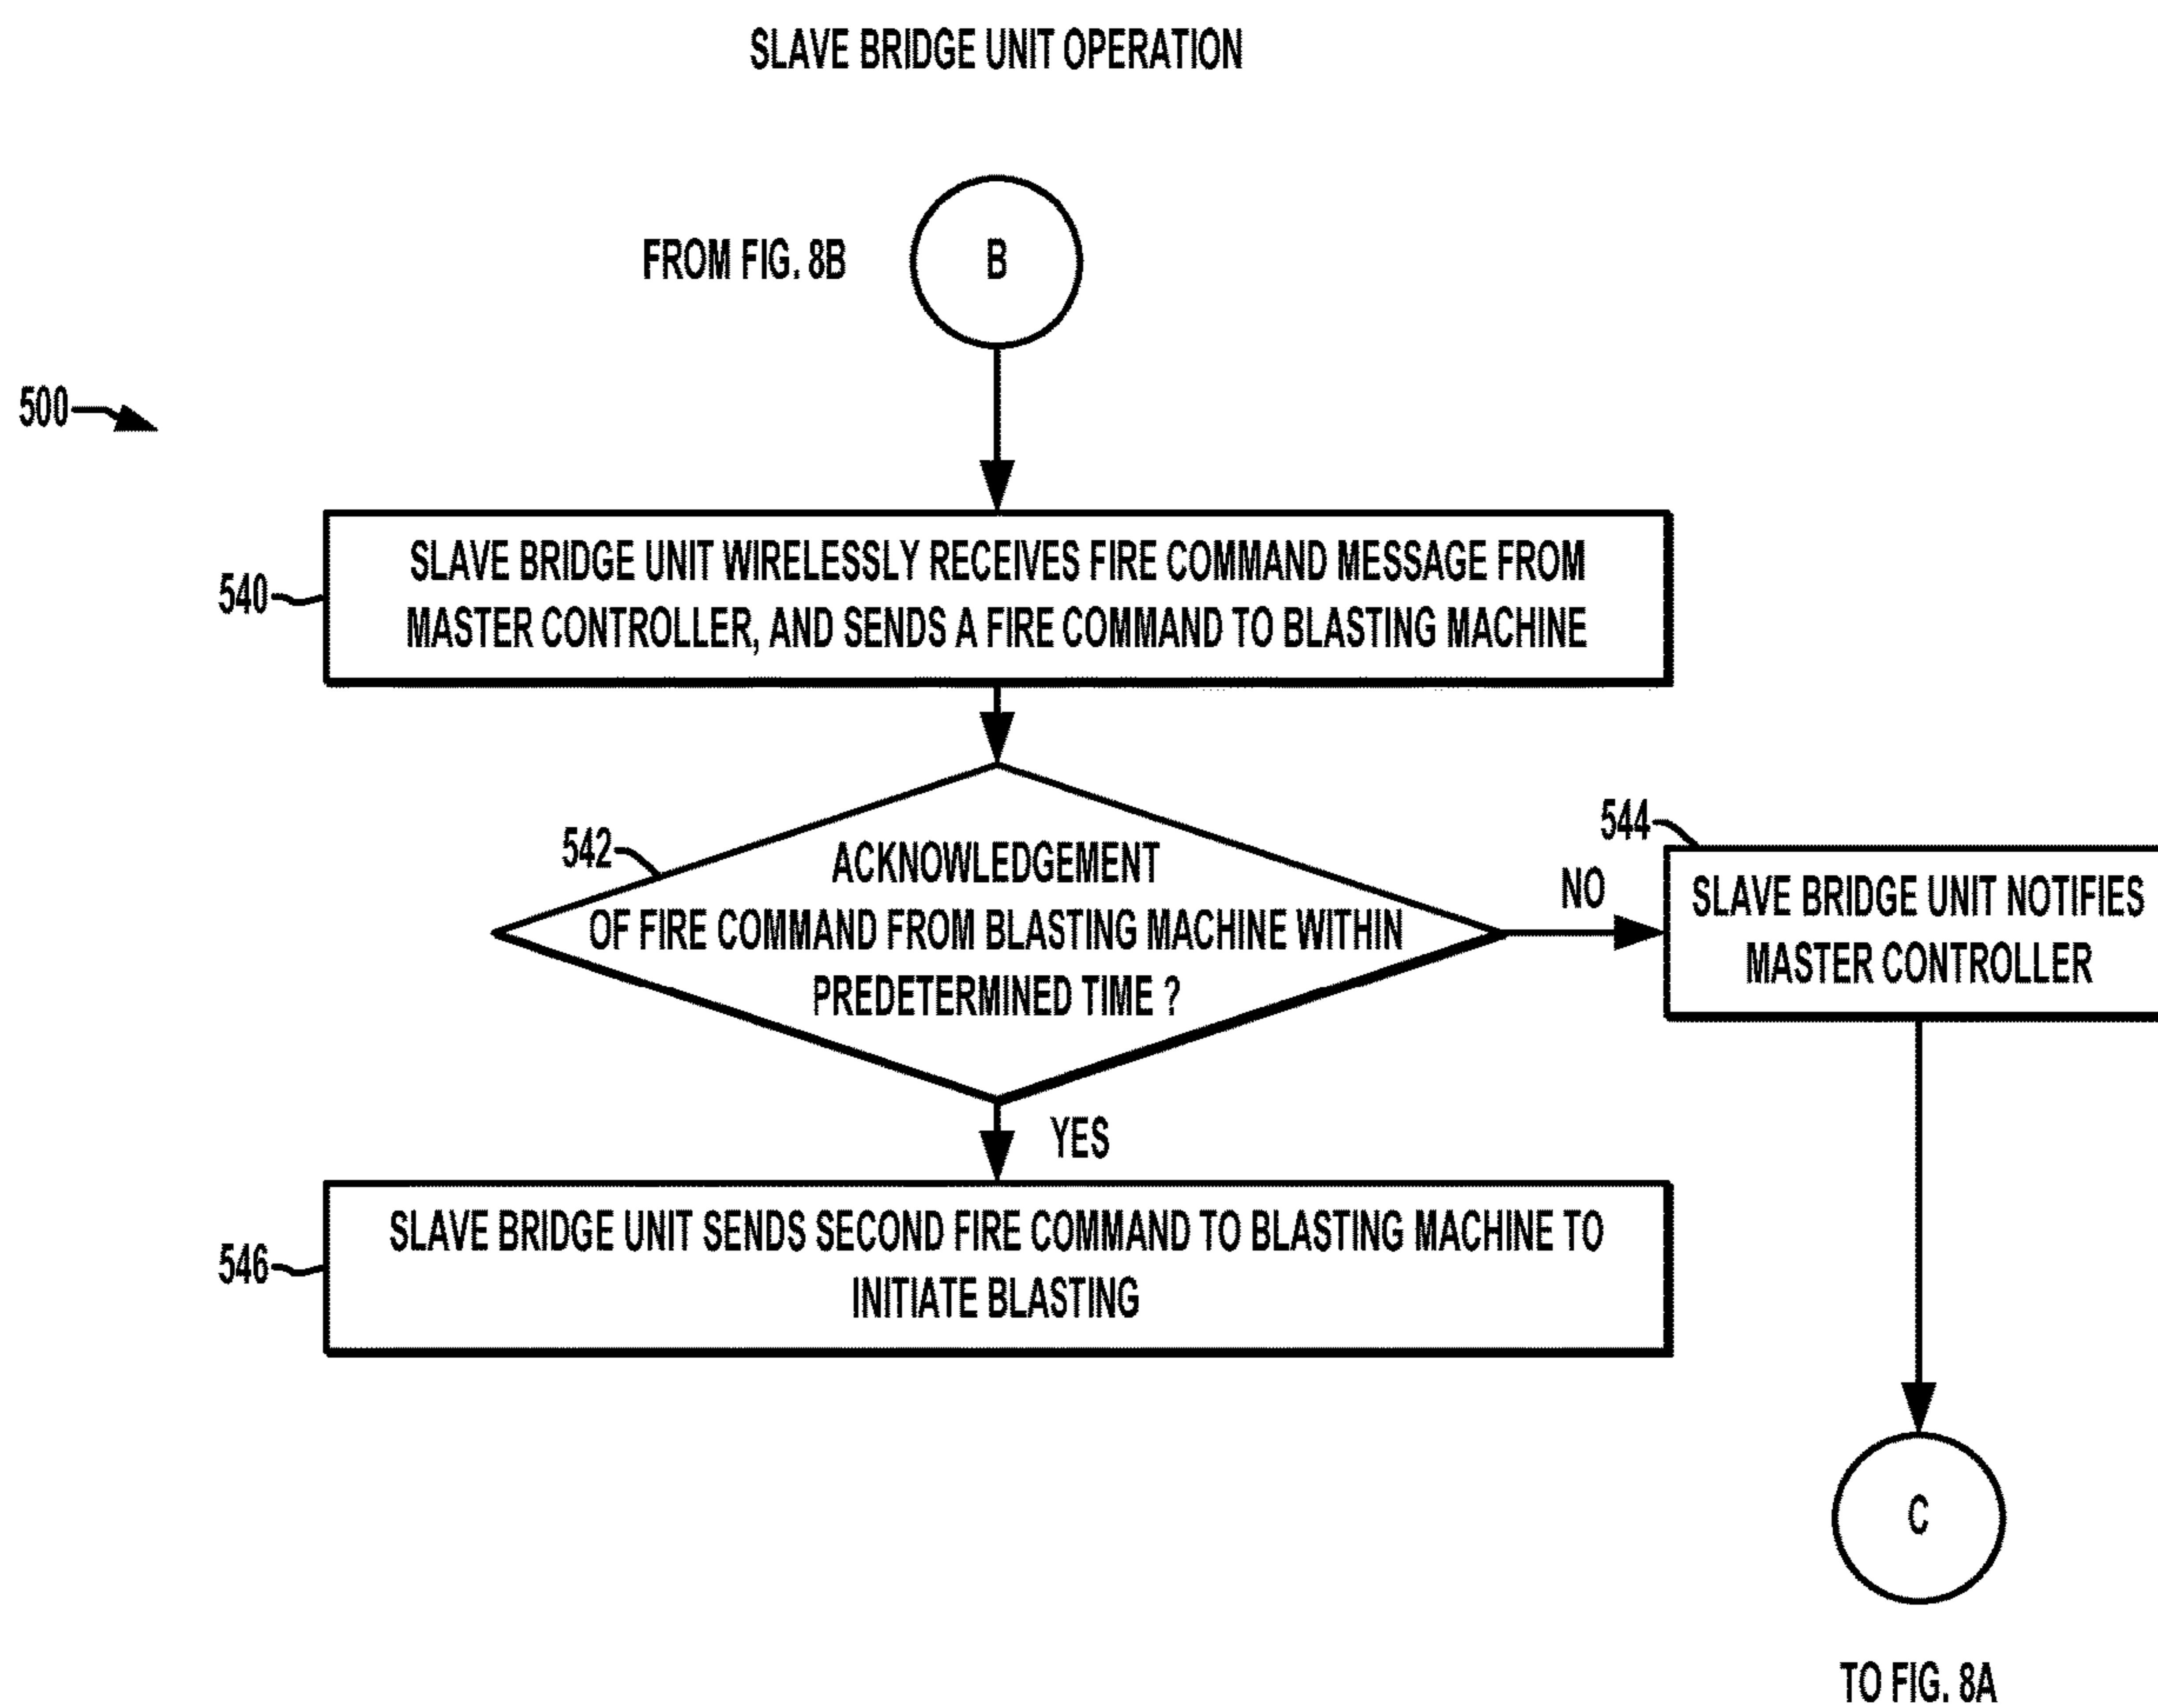 SLAVE BRIDGE UNIT OPERATION
FROM FIG. 8B
B
500
540
SLAVE BRIDGE UNIT WIRELESSLY RECEIVES FIRE COMMAND MESSAGE FROM
MASTER CONTROLLER, AND SENDS A FIRE COMMAND TO BLASTING MACHINE
542
ACKNOWLEDGEMENT
OF FIRE COMMAND FROM BLASTING MACHINE WITHIN
PREDETERMINED TIME ?
NO
544
SLAVE BRIDGE UNIT NOTIFIES
MASTER CONTROLLER
YES
546
SLAVE BRIDGE UNIT SENDS SECOND FIRE COMMAND TO BLASTING MACHINE TO
INITIATE BLASTING
C
TO FIG. 8A